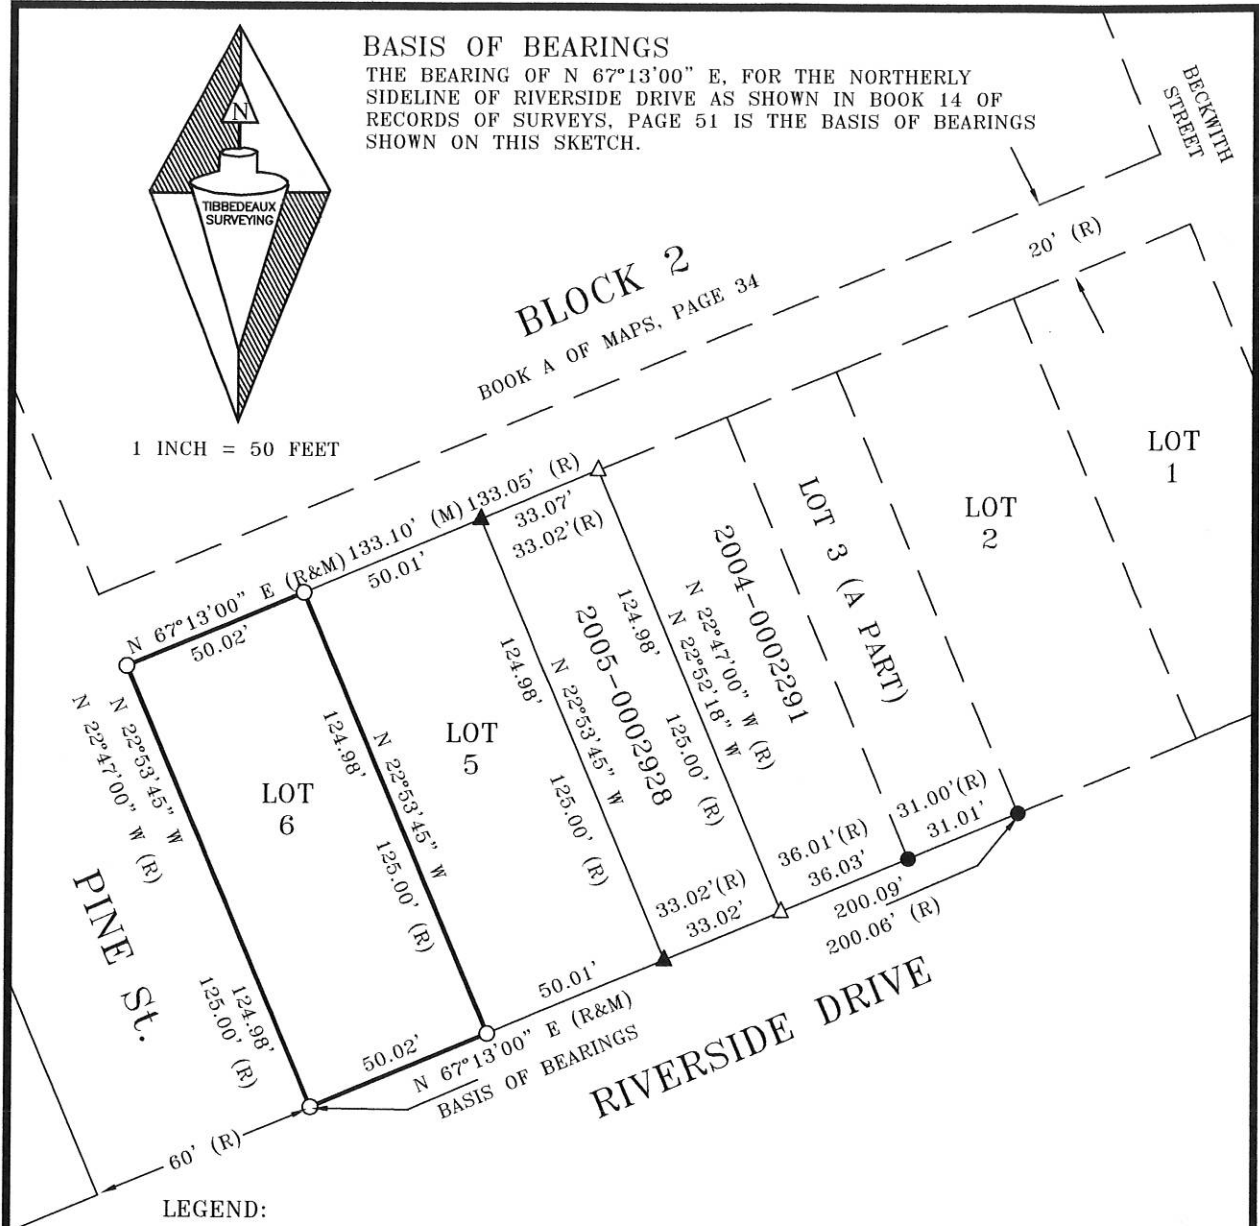 BASIS OF BEARINGS
THE BEARING OF N 67°13'00" E, FOR THE NORTHERLY
SIDELINE OF RIVERSIDE DRIVE AS SHOWN IN BOOK 14 OF
RECORDS OF SURVEYS, PAGE 51 IS THE BASIS OF BEARINGS
SHOWN ON THIS SKETCH.
N
TIBBEDEAUX
SURVEYING
1 INCH = 50 FEET
BECKWITH
STREET
20' (R)
BLOCK 2
BOOK A OF MAPS, PAGE 34
N 67°13'00" E (R&M) 133.10' (M) 133.05' (R)
50.02'
50.01'
33.07'
33.02'(R)
LOT
1
LOT
2
LOT 3 (A PART)
2004-0002291
N 22°47'00" W (R)
N 22°52'18" W
124.98'
125.00' (R)
2005-0002928
N 22°53'45" W
124.98'
125.00' (R)
LOT
5
N 22°53'45" W
124.98'
125.00' (R)
LOT
6
N 22°53'45" W
N 22°47'00" W (R)
124.98'
125.00' (R)
PINE St.
31.00'(R)
31.01'
36.01'(R)
36.03'
33.02'(R)
33.02'
200.09'
200.06' (R)
50.01'
50.02'
N 67°13'00" E (R&M)
BASIS OF BEARINGS
RIVERSIDE DRIVE
60' (R)
LEGEND: